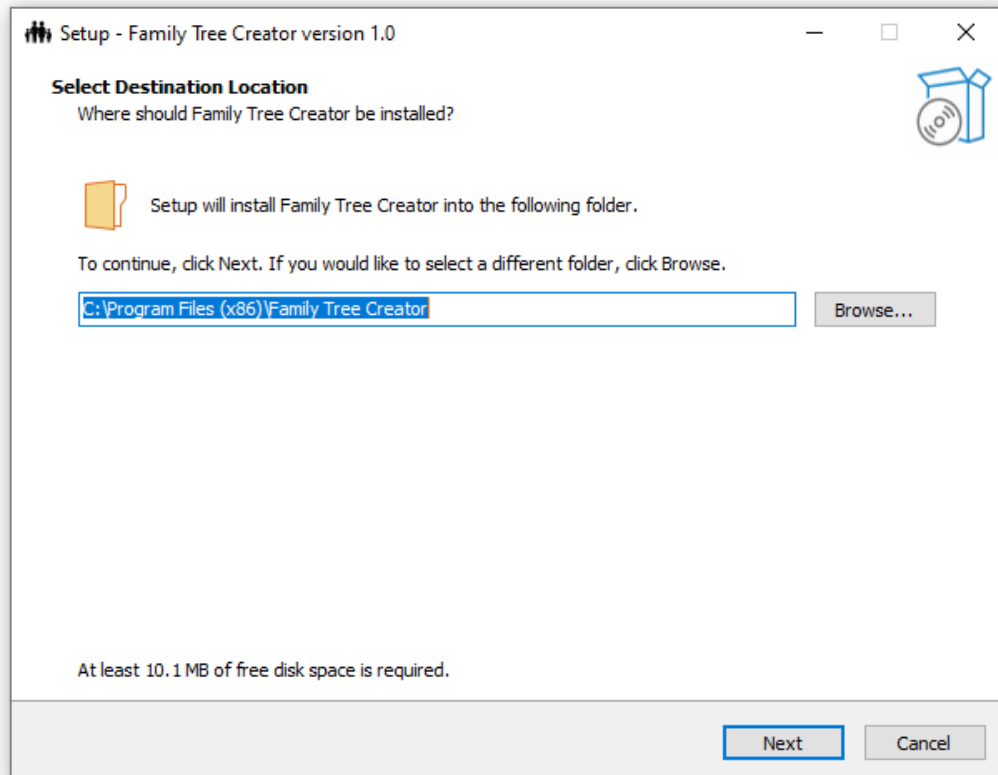 Setup - Family Tree Creator version 1.0
Select Destination Location
Where should Family Tree Creator be installed?
Setup will install Family Tree Creator into the following folder.
To continue, click Next. If you would like to select a different folder, click Browse.
C:\Program Files (x86)\Family Tree Creator
Browse...
At least 10.1 MB of free disk space is required.
Next
Cancel